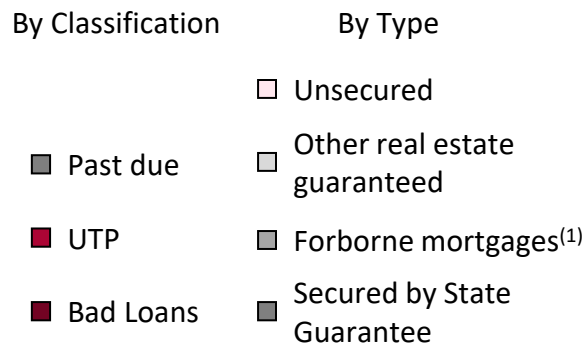 By Classification
Past due
UTP
Bad Loans
By Type
Unsecured
Other real estate
guaranteed
Forborne mortgages(1)
Secured by State
Guarantee